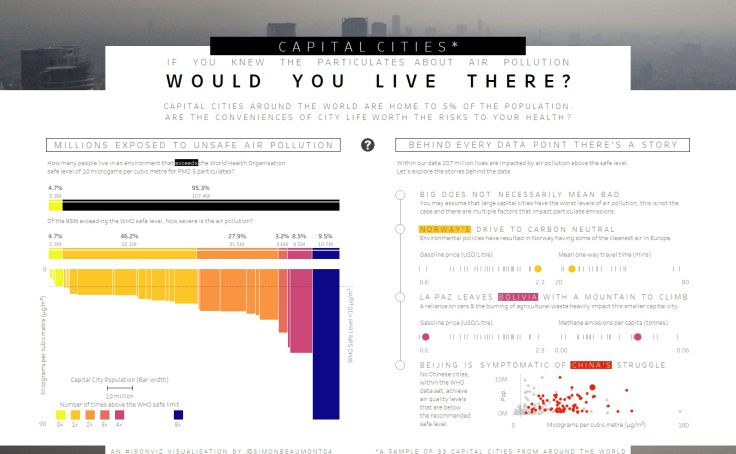 CAPITAL CITIES*
IF YOU KNEW THE PARTICULATES ABOUT AIR POLLUTION
WOULD YOU LIVE THERE?
CAPITAL CITIES AROUND THE WORLD ARE HOME TO 5% OF THE POPULATION.
ARE THE CONVENIENCES OF CITY LIFE WORTH THE RISKS TO YOUR HEALTH?
MILLIONS EXPOSED TO UNSAFE AIR POLLUTION
How many people live in an environment that exceeds the World Health Organisation
safe level of 10 microgams per cubic metre for PM2.5 particulates?
4.7% 95.3%
5.3M 107.4M
Of the 95% exceeding the WHO safe level, how severe is the air pollution?
4.7% 46.2% 27.9% 3.2% 8.5% 9.5%
5.3M 52.1M 31.5M 3.6M 9.5M 10.7M
0
Micograms per cubic metre (µg/m³)
WHO Safe Level <10 µg/m³
Capital City Population (Bar width)
10 million
Number of times above the WHO safe limit
90
0x 1x 2x 3x 4x 8x
?
BEHIND EVERY DATA POINT THERE'S A STORY
Within our data 107 million lives are impacted by air pollution above the safe level.
Let's explore the stories behind the data.
BIG DOES NOT NECESSARILY MEAN BAD
You may assume that large capital cities have the worst levels of air pollution, this is not the
case and there are multiple factors that impact particulate emissions.
NORWAY'S DRIVE TO CARBON NEUTRAL
Environmental policies have resulted in Norway having some of the cleanest air in Europe.
Gasoline price (USD/Litre) Mean one-way travel time (mins)
0.6 2.3 20 80
LA PAZ LEAVES BOLIVIA WITH A MOUNTAIN TO CLIMB
A reliance on cars & the burning of agricultural waste heavily impact this smaller capital city.
Gasoline price (USD/Litre) Methane emissions per capita (tonnes)
0.6 2.3 0.00 0.06
BEIJING IS SYMPTOMATIC OF CHINA'S STRUGGLE
No Chinese cities,
within the WHO
data set, achieve
air quality levels
that are below
the recommended
safe level.
15M
Pop.
0M
0 Micograms per cubic metre (µg/m³) 180
AN #IRONVIZ VISUALISATION BY @SIMONBEAUMONT04
*A SAMPLE OF 33 CAPITAL CITIES FROM AROUND THE WORLD